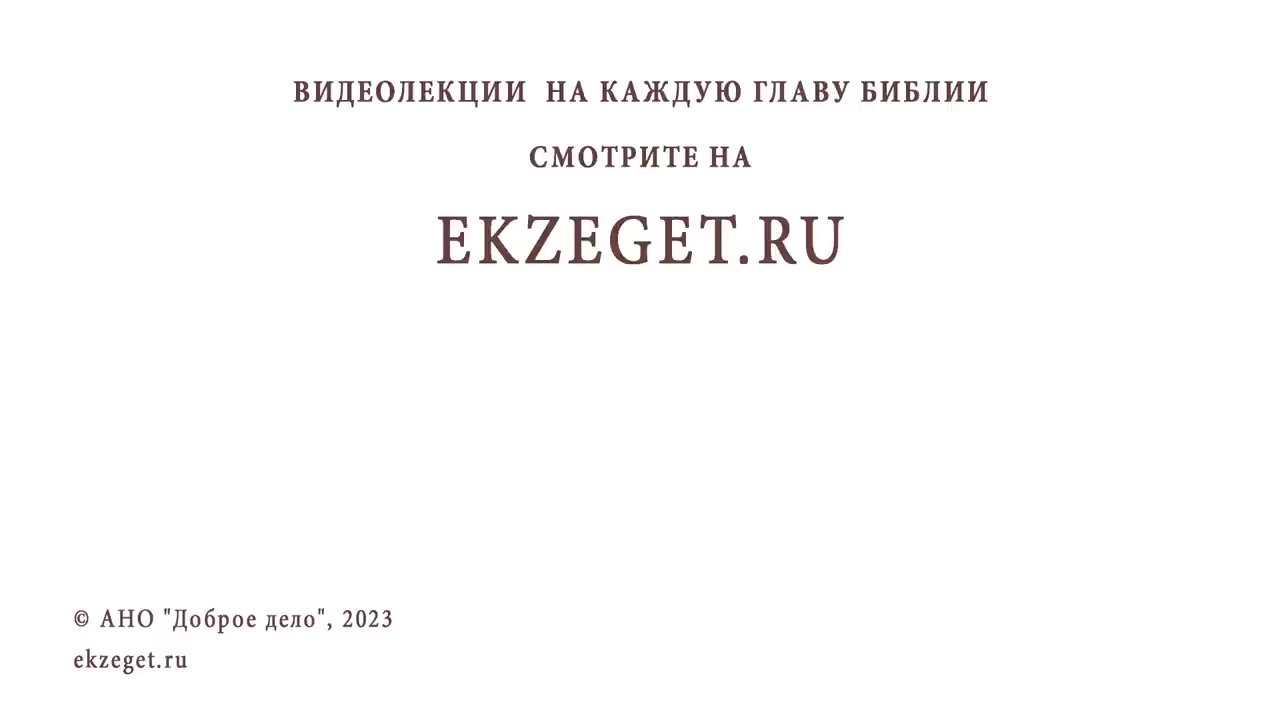 ВИДЕОЛЕКЦИИ НА КАЖДУЮ ГЛАВУ БИБЛИИ
СМОТРИТЕ НА
EKZEGET.RU
© АНО "Доброе дело", 2023
ekzeget.ru